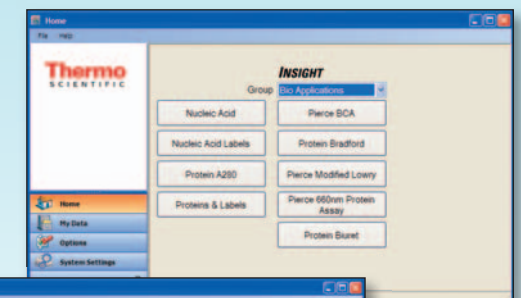 Home
File Help
Thermo
SCIENTIFIC
INSIGHT
Group Bio Applications
Nucleic Acid
Pierce BCA
Nucleic Acid Labels
Protein Bradford
Protein A280
Pierce Modified Lowry
Proteins & Labels
Pierce 660nm Protein
Assay
Protein Biuret
Home
My Data
Options
System Settings